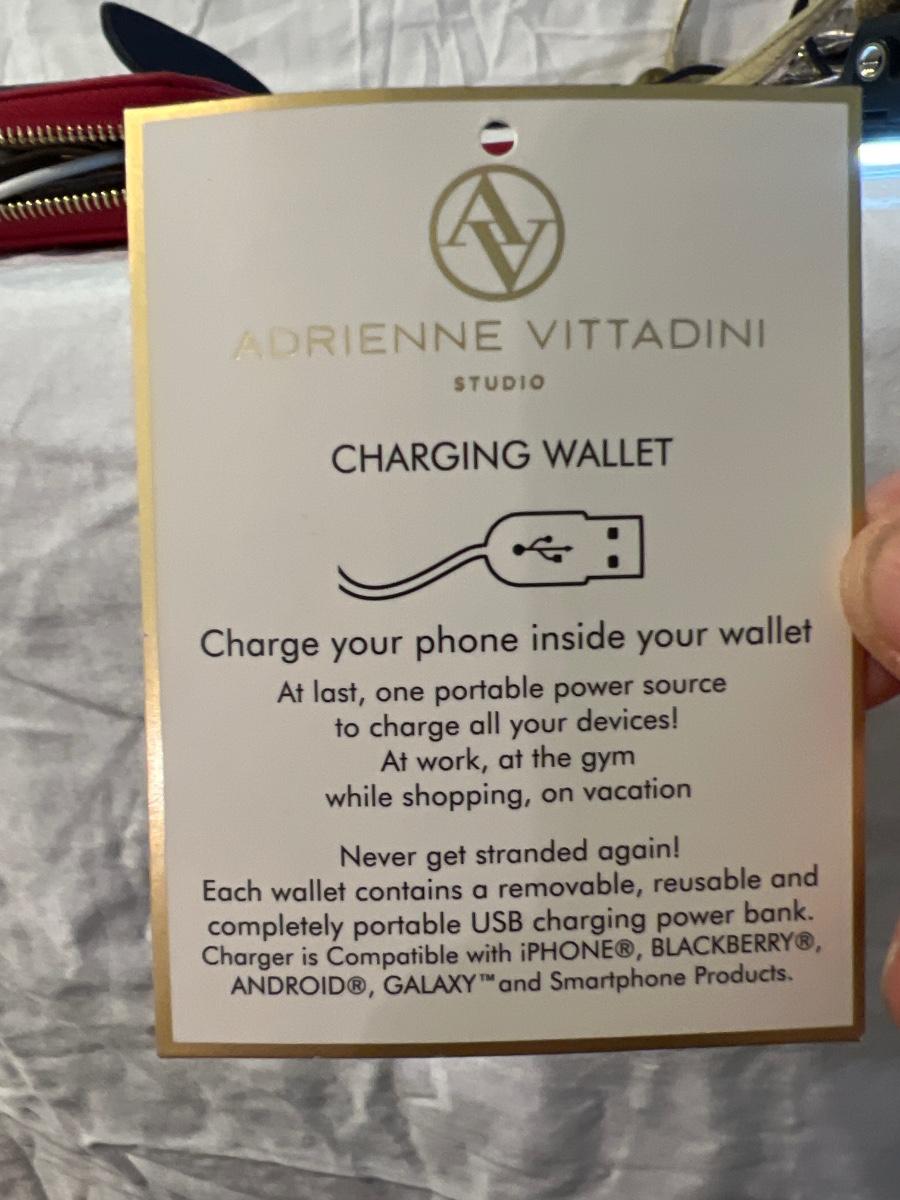 AV
ADRIENNE VITTADINI
STUDIO
CHARGING WALLET
Charge your phone inside your wallet
At last, one portable power source
to charge all your devices!
At work, at the gym
while shopping, on vacation
Never get stranded again!
Each wallet contains a removable, reusable and
completely portable USB charging power bank.
Charger is Compatible with iPHONE®, BLACKBERRY®,
ANDROID®, GALAXY™ and Smartphone Products.